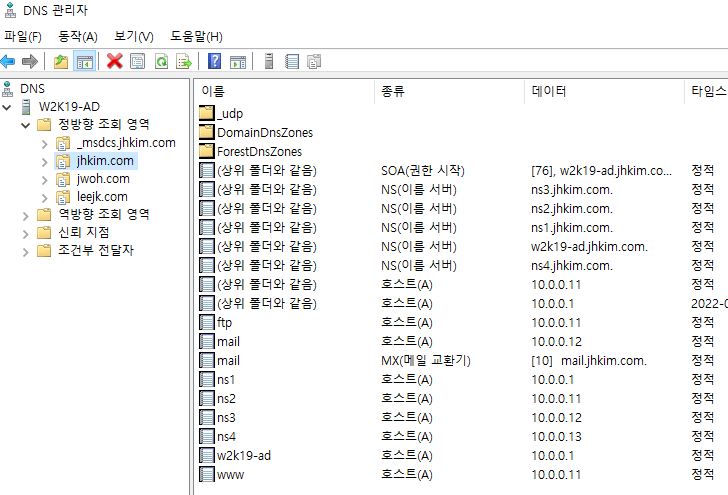 DNS 관리자
파일(F) 동작(A) 보기(V) 도움말(H)
DNS
W2K19-AD
정방향 조회 영역
_msdcs.jhkim.com
jhkim.com
jwoh.com
leejk.com
역방향 조회 영역
신뢰 지점
조건부 전달자
이름 종류 데이터 타임스
_udp
DomainDnsZones
ForestDnsZones
(상위 폴더와 같음) SOA(권한 시작) [76], w2k19-ad.jhkim.co... 정적
(상위 폴더와 같음) NS(이름 서버) ns3.jhkim.com. 정적
(상위 폴더와 같음) NS(이름 서버) ns2.jhkim.com. 정적
(상위 폴더와 같음) NS(이름 서버) ns1.jhkim.com. 정적
(상위 폴더와 같음) NS(이름 서버) w2k19-ad.jhkim.com. 정적
(상위 폴더와 같음) NS(이름 서버) ns4.jhkim.com. 정적
(상위 폴더와 같음) 호스트(A) 10.0.0.11 정적
(상위 폴더와 같음) 호스트(A) 10.0.0.1 2022-0
ftp 호스트(A) 10.0.0.11 정적
mail 호스트(A) 10.0.0.12 정적
mail MX(메일 교환기) [10] mail.jhkim.com. 정적
ns1 호스트(A) 10.0.0.1 정적
ns2 호스트(A) 10.0.0.11 정적
ns3 호스트(A) 10.0.0.12 정적
ns4 호스트(A) 10.0.0.13 정적
w2k19-ad 호스트(A) 10.0.0.1 정적
www 호스트(A) 10.0.0.11 정적